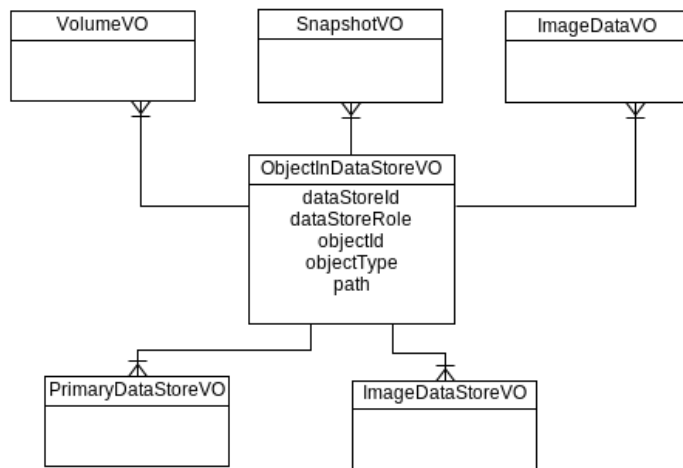 VolumeVO
SnapshotVO
ImageDataVO
ObjectInDataStoreVO
dataStoreId
dataStoreRole
objectId
objectType
path
PrimaryDataStoreVO
ImageDataStoreVO